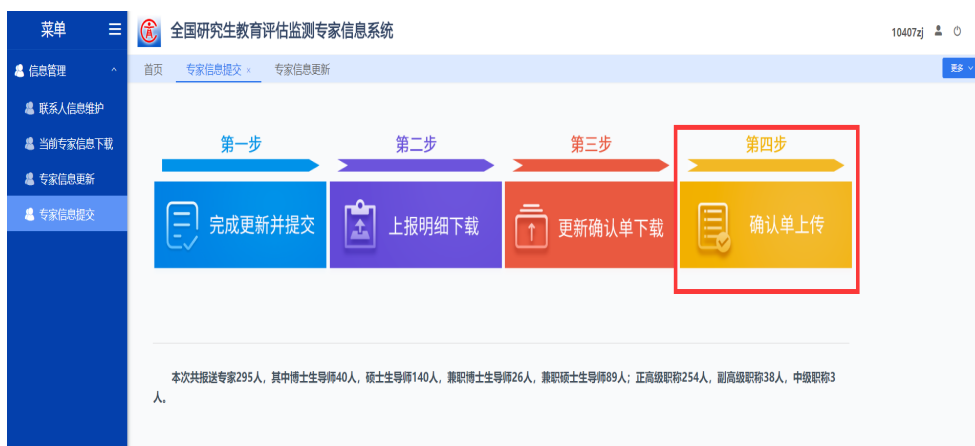 菜单
全国研究生教育评估监测专家信息系统
10407zj
信息管理
首页 专家信息提交 × 专家信息更新
更多
联系人信息维护
当前专家信息下载
专家信息更新
专家信息提交
第一步 第二步 第三步 第四步
完成更新并提交 上报明细下载 更新确认单下载 确认单上传
本次共报送专家295人，其中博士生导师40人，硕士生导师140人，兼职博士生导师26人，兼职硕士生导师89人；正高级职称254人，副高级职称38人，中级职称3
人。